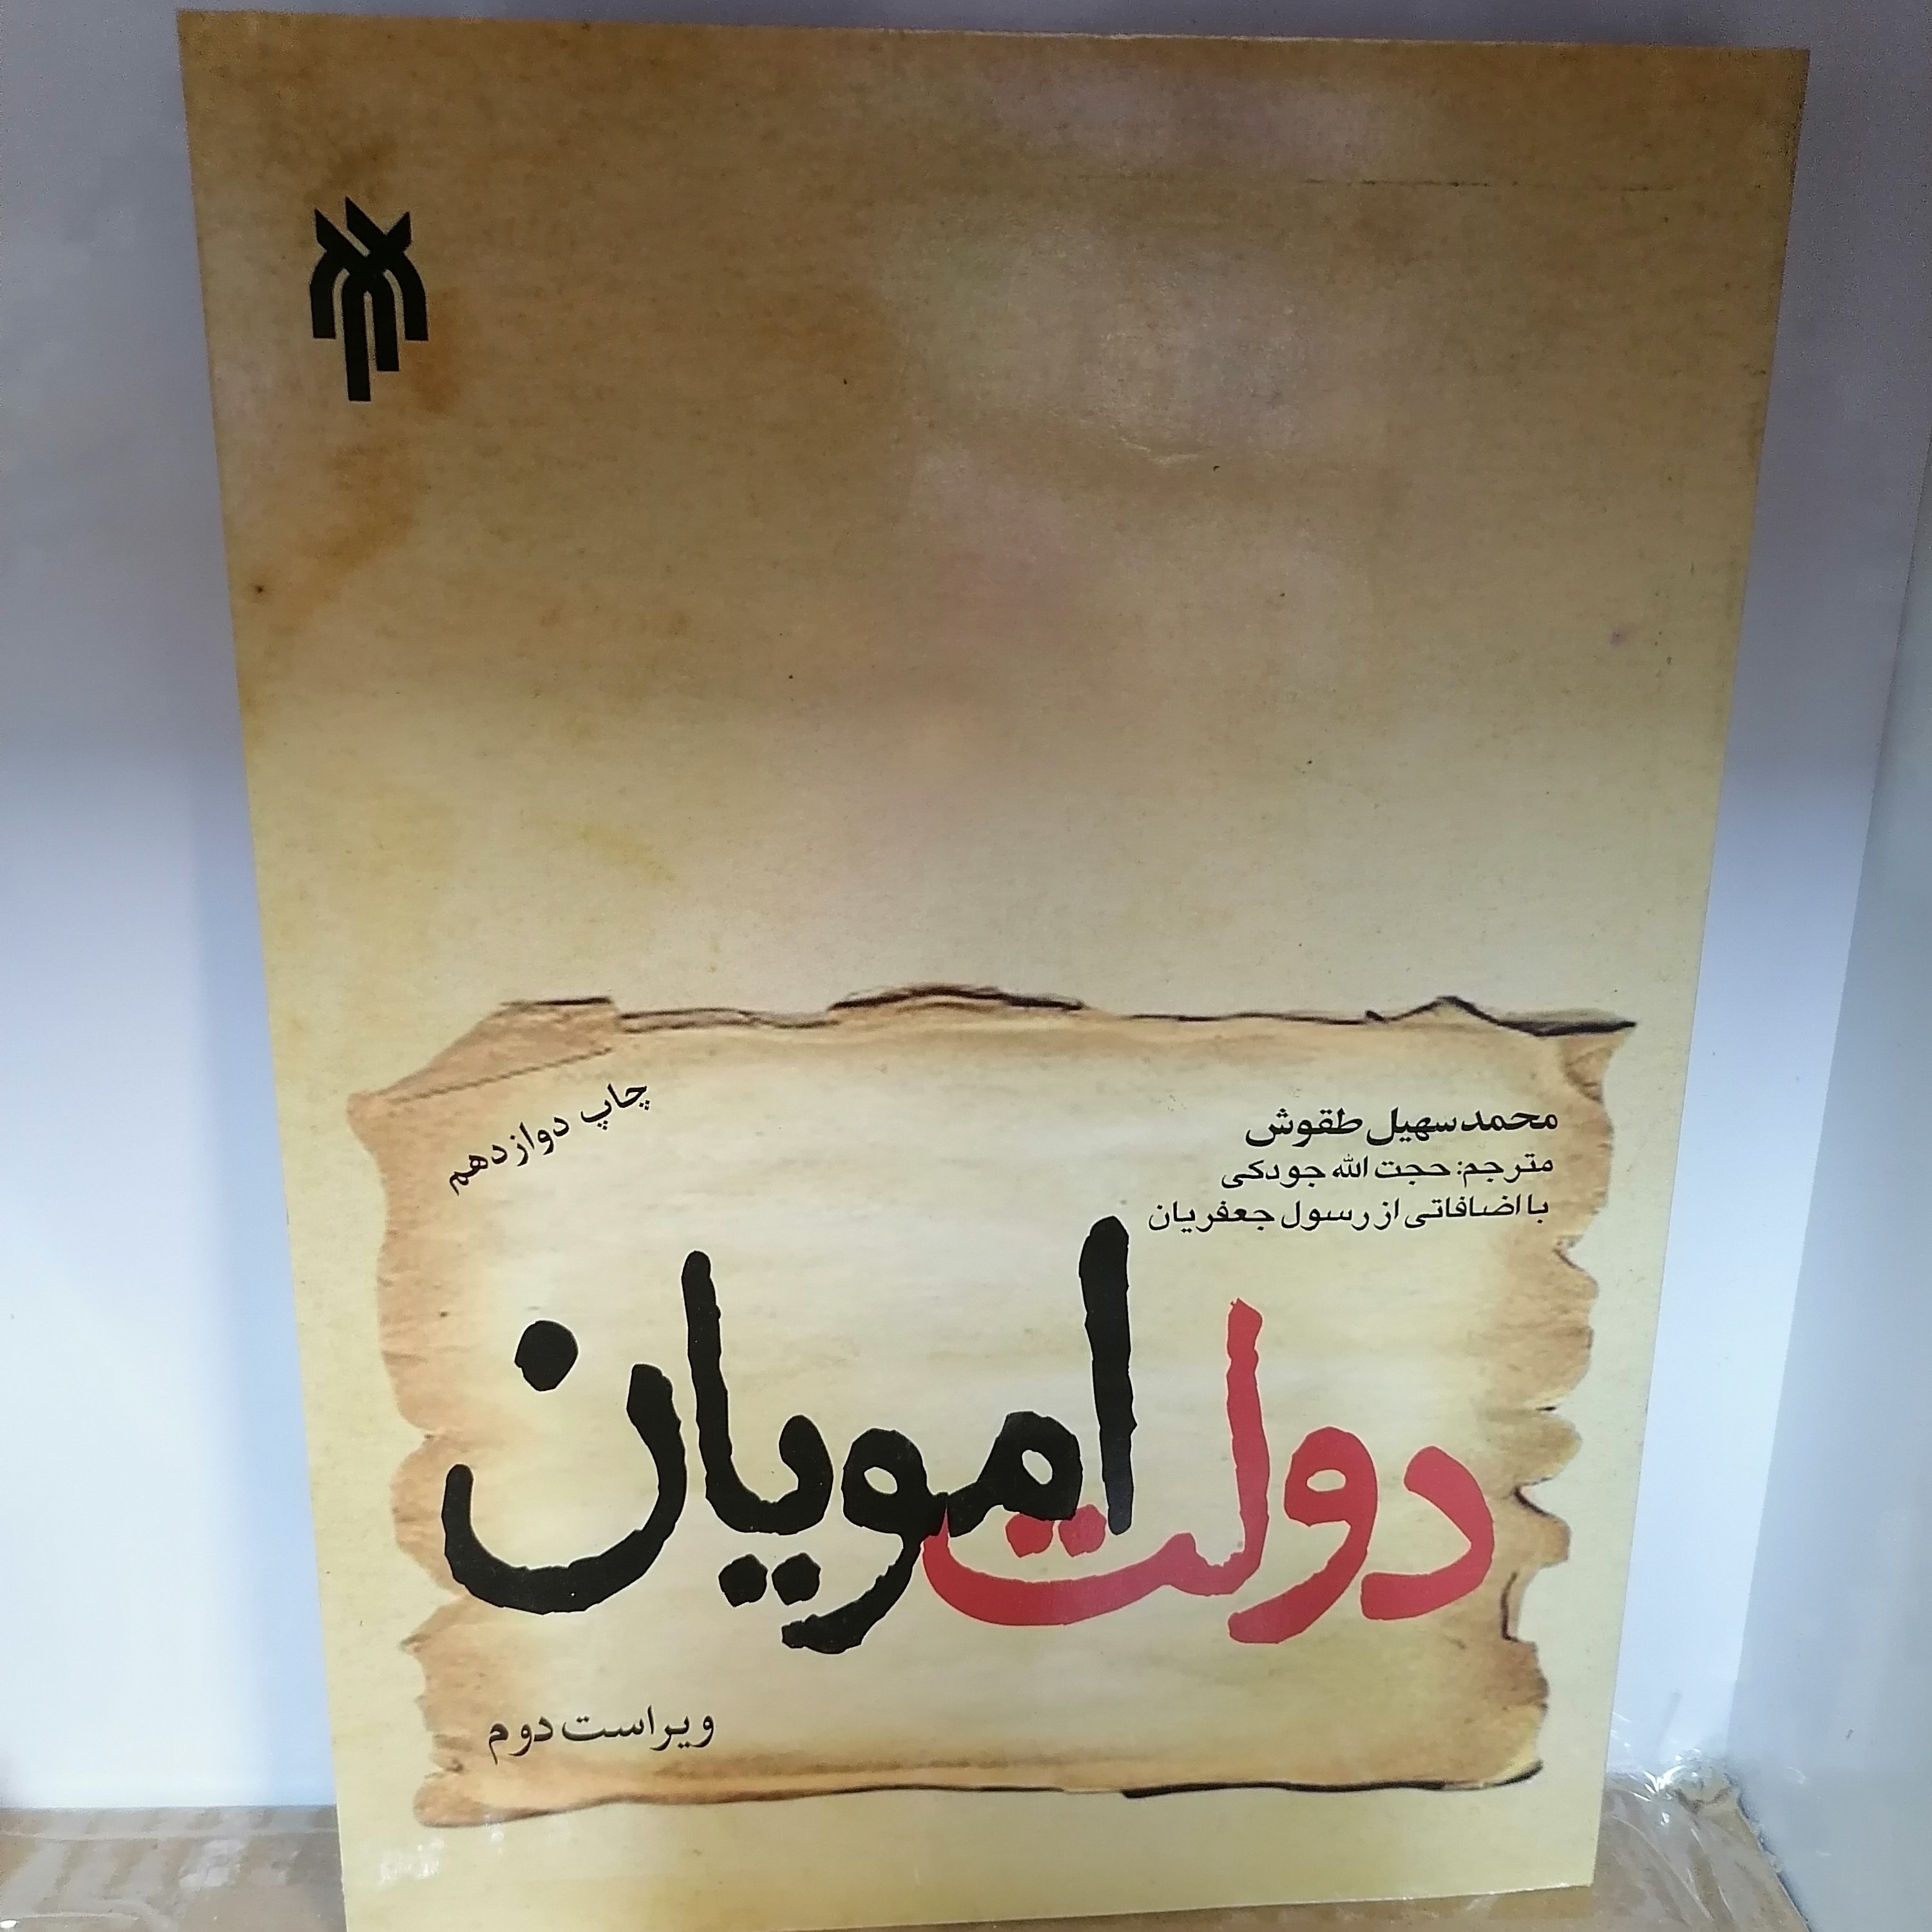 محمد سهیل طقوش
مترجم: حجت الله جودکی
با اضافاتی از رسول جعفریان
چاپ دوازدهم
دولت امویان
ویراست دوم